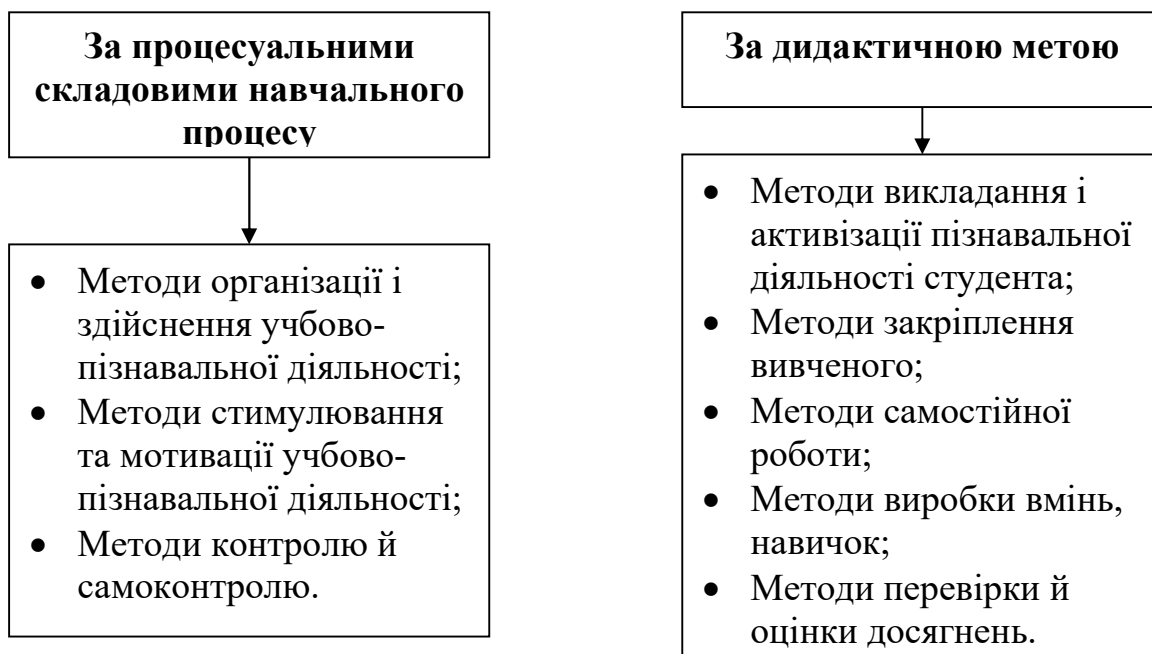 За процесуальними
складовими навчального
процесу
• Методи організації і
здійснення учбово-
пізнавальної діяльності;
• Методи стимулювання
та мотивації учбово-
пізнавальної діяльності;
• Методи контролю й
самоконтролю.
За дидактичною метою
• Методи викладання і
активізації пізнавальної
діяльності студента;
• Методи закріплення
вивченого;
• Методи самостійної
роботи;
• Методи виробки вмінь,
навичок;
• Методи перевірки й
оцінки досягнень.